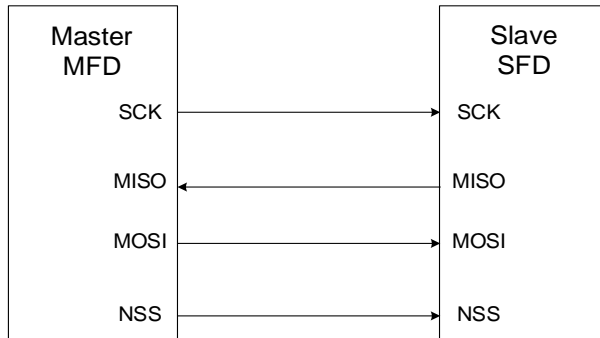 Master
MFD
Slave
SFD
SCK
SCK
MISO
MISO
MOSI
MOSI
NSS
NSS